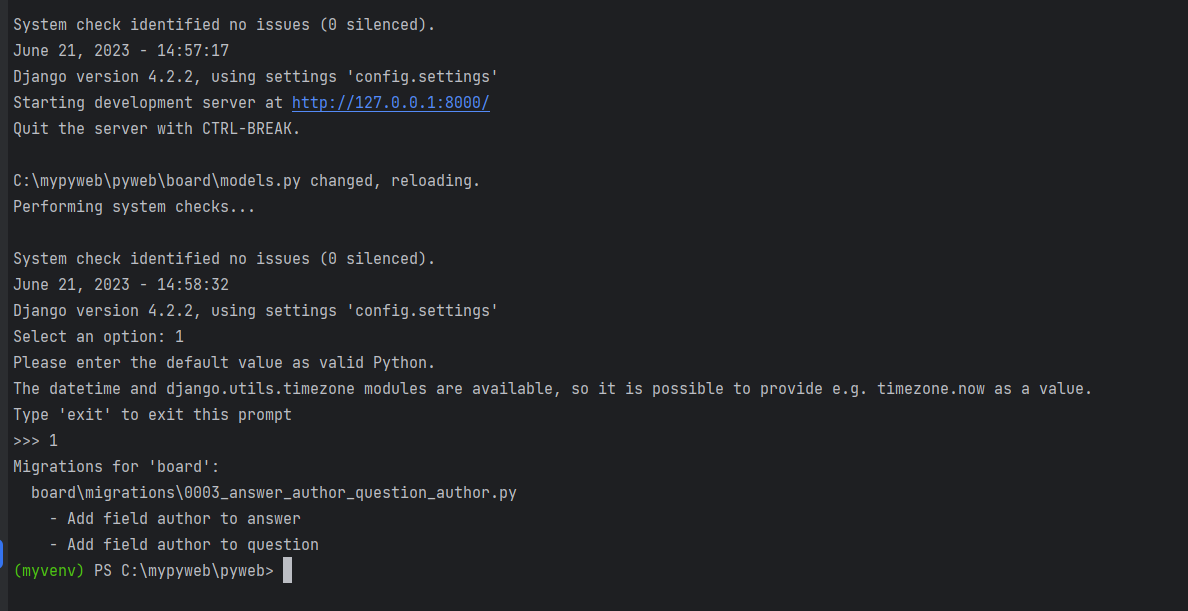 System check identified no issues (0 silenced).
June 21, 2023 - 14:57:17
Django version 4.2.2, using settings 'config.settings'
Starting development server at http://127.0.0.1:8000/
Quit the server with CTRL-BREAK.
C:\mypyweb\pyweb\board\models.py changed, reloading.
Performing system checks...
System check identified no issues (0 silenced).
June 21, 2023 - 14:58:32
Django version 4.2.2, using settings 'config.settings'
Select an option: 1
Please enter the default value as valid Python.
The datetime and django.utils.timezone modules are available, so it is possible to provide e.g. timezone.now as a value.
Type 'exit' to exit this prompt
>>> 1
Migrations for 'board':
  board\migrations\0003_answer_author_question_author.py
    - Add field author to answer
    - Add field author to question
(myvenv) PS C:\mypyweb\pyweb>